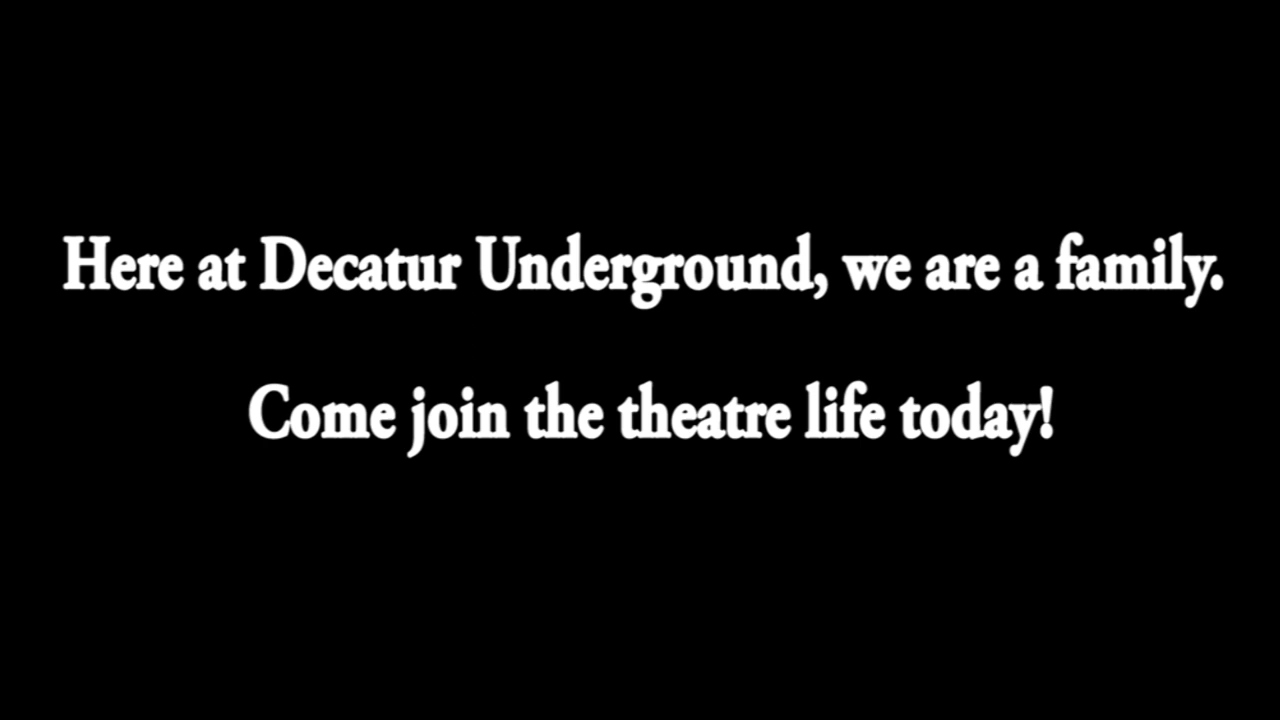 Here at Decatur Underground, we are a family.
Come join the theatre life today!